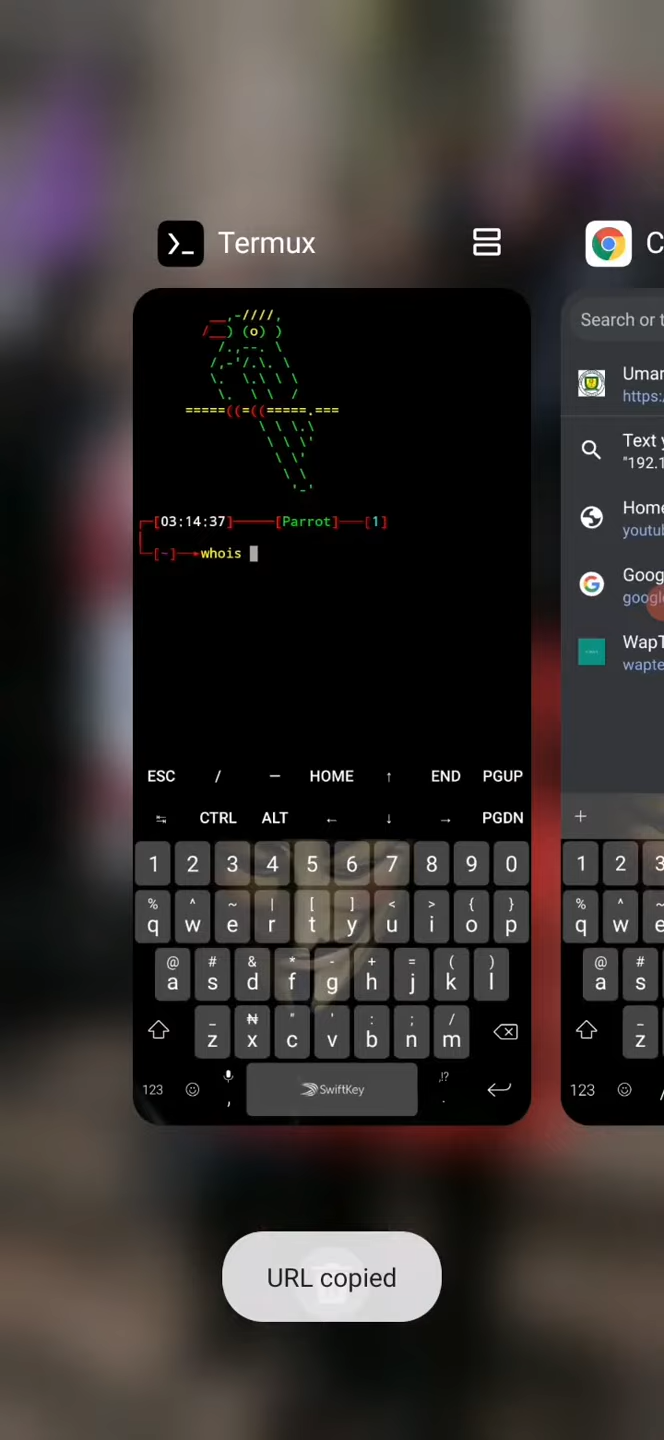 Termux
C
[03:14:37] [Parrot] [1]
[~] whois
Search or t
Umar
https:/
Text y
"192.1
Home
youtub
Goog
google
WapT
wapte
ESC / — HOME ↑ END PGUP
CTRL ALT ← ↓ → PGDN
+
1 2 3 4 5 6 7 8 9 0
1 2 3
% ^ ~ | [ ] < > { }
q w e r t y u i o p
% ^ ~
q w e
@ # & * - + = ( )
a s d f g h j k l
@ #
a s
_ ₦ " ' : ; /
z x c v b n m
_
z
123 , SwiftKey ,!? .
123 /
URL copied